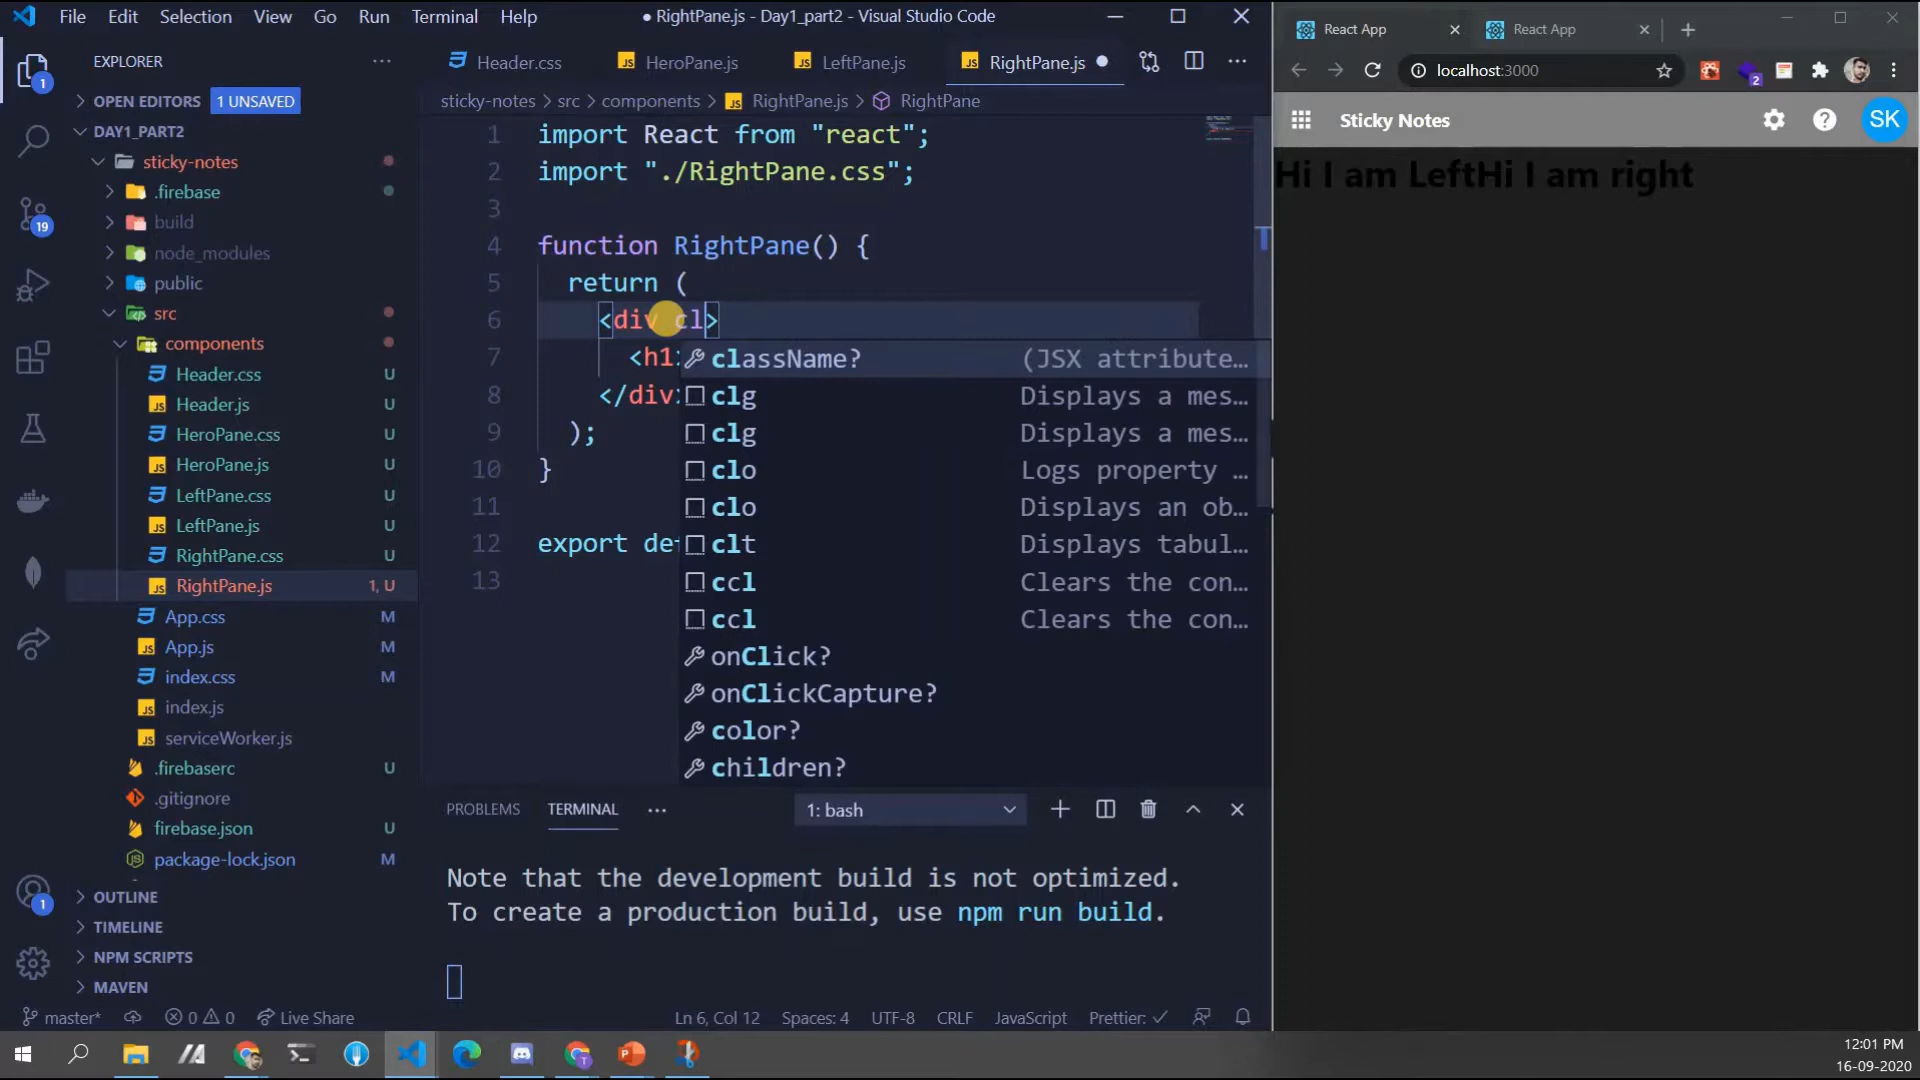 File Edit Selection View Go Run Terminal Help
● RightPane.js - Day1_part2 - Visual Studio Code
EXPLORER
OPEN EDITORS 1 UNSAVED
DAY1_PART2
sticky-notes
.firebase
build
node_modules
public
src
components
Header.css U
Header.js U
HeroPane.css U
HeroPane.js U
LeftPane.css U
LeftPane.js U
RightPane.css U
RightPane.js 1, U
App.css M
App.js M
index.css M
index.js
serviceWorker.js
.firebaserc U
.gitignore
firebase.json U
package-lock.json M
OUTLINE
TIMELINE
NPM SCRIPTS
MAVEN
1
19
1
Header.css HeroPane.js LeftPane.js RightPane.js
sticky-notes > src > components > RightPane.js > RightPane
1 import React from "react";
2 import "./RightPane.css";
3
4 function RightPane() {
5 return (
6 <div cl>
7 <h1>
8 </div>
9 );
10 }
11
12 export def
13
className? (JSX attribute…
clg Displays a mes…
clg Displays a mes…
clo Logs property …
clo Displays an ob…
clt Displays tabul…
ccl Clears the con…
ccl Clears the con…
onClick?
onClickCapture?
color?
children?
PROBLEMS TERMINAL 1: bash
Note that the development build is not optimized.
To create a production build, use npm run build.
master* 0 0 Live Share Ln 6, Col 12 Spaces: 4 UTF-8 CRLF JavaScript Prettier: ✓
React App React App
localhost:3000 2
Sticky Notes SK
Hi I am LeftHi I am right
12:01 PM
16-09-2020